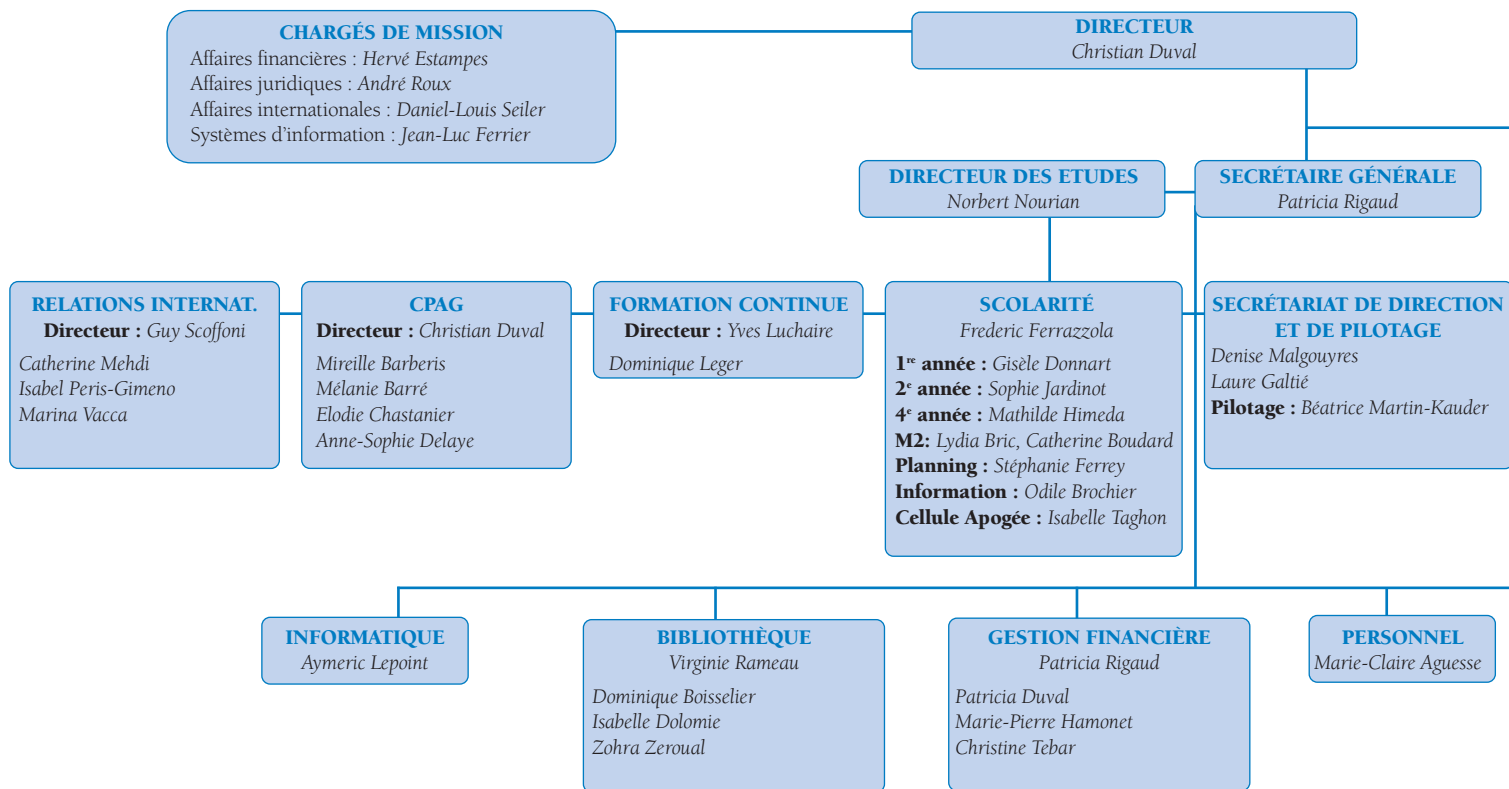 CHARGÉS DE MISSION
Affaires financières : Hervé Estampes
Affaires juridiques : André Roux
Affaires internationales : Daniel-Louis Seiler
Systèmes d'information : Jean-Luc Ferrier
DIRECTEUR
Christian Duval
DIRECTEUR DES ETUDES
Norbert Nourian
SECRÉTAIRE GÉNÉRALE
Patricia Rigaud
RELATIONS INTERNAT.
Directeur : Guy Scoffoni
Catherine Mehdi
Isabel Peris-Gimeno
Marina Vacca
CPAG
Directeur : Christian Duval
Mireille Barberis
Mélanie Barré
Elodie Chastanier
Anne-Sophie Delaye
FORMATION CONTINUE
Directeur : Yves Luchaire
Dominique Leger
SCOLARITÉ
Frederic Ferrazzola
1re année : Gisèle Donnart
2e année : Sophie Jardinot
4e année : Mathilde Himeda
M2: Lydia Bric, Catherine Boudard
Planning : Stéphanie Ferrey
Information : Odile Brochier
Cellule Apogée : Isabelle Taghon
SECRÉTARIAT DE DIRECTION
ET DE PILOTAGE
Denise Malgouyres
Laure Galtié
Pilotage : Béatrice Martin-Kauder
INFORMATIQUE
Aymeric Lepoint
BIBLIOTHÈQUE
Virginie Rameau
Dominique Boisselier
Isabelle Dolomie
Zohra Zeroual
GESTION FINANCIÈRE
Patricia Rigaud
Patricia Duval
Marie-Pierre Hamonet
Christine Tebar
PERSONNEL
Marie-Claire Aguesse